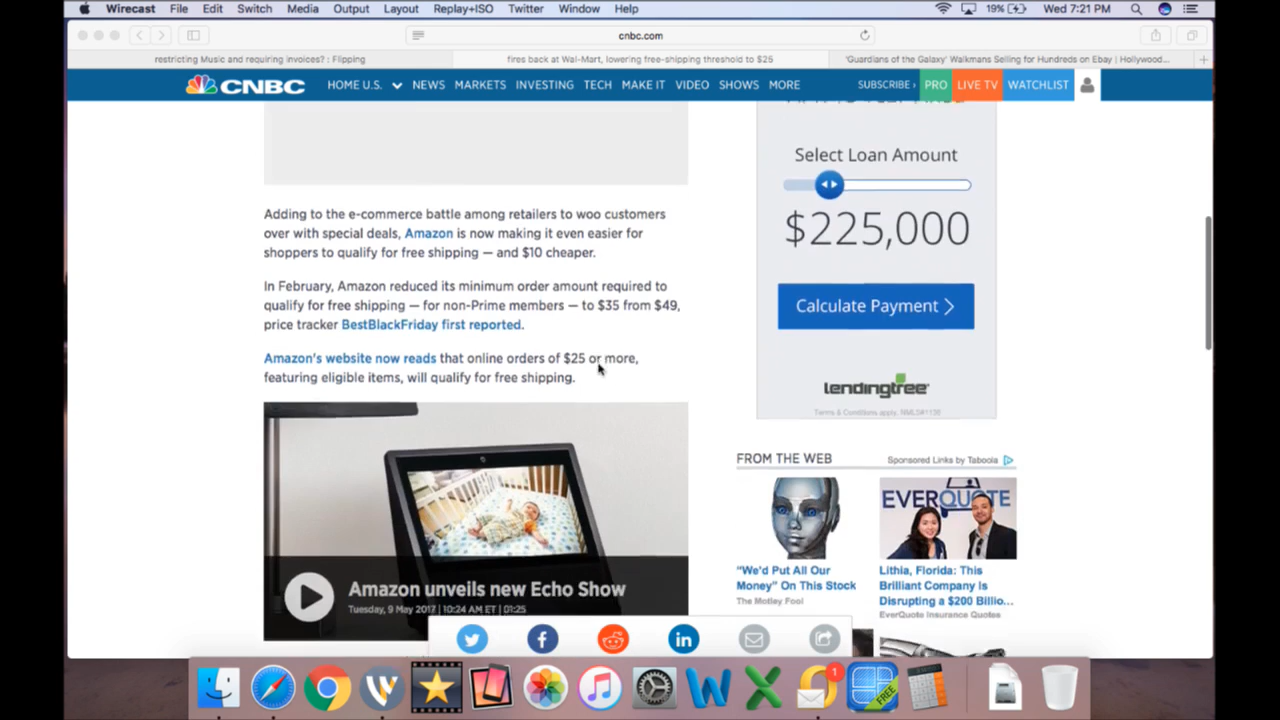 Wirecast File Edit Switch Media Output Layout Replay+ISO Twitter Window Help 19% Wed 7:21 PM
cnbc.com
restricting Music and requiring invoices? : Flipping
fires back at Wal-Mart, lowering free-shipping threshold to $25
'Guardians of the Galaxy' Walkmans Selling for Hundreds on Ebay | Hollywood...
CNBC HOME U.S. NEWS MARKETS INVESTING TECH MAKE IT VIDEO SHOWS MORE SUBSCRIBE PRO LIVE TV WATCHLIST
Adding to the e-commerce battle among retailers to woo customers
over with special deals, Amazon is now making it even easier for
shoppers to qualify for free shipping — and $10 cheaper.
In February, Amazon reduced its minimum order amount required to
qualify for free shipping — for non-Prime members — to $35 from $49,
price tracker BestBlackFriday first reported.
Amazon's website now reads that online orders of $25 or more,
featuring eligible items, will qualify for free shipping.
Amazon unveils new Echo Show
Tuesday, 9 May 2017 | 10:24 AM ET | 01:25
Select Loan Amount
$225,000
Calculate Payment
lendingtree
Terms & Conditions apply. NMLS#1136
FROM THE WEB
Sponsored Links by Taboola
EVERQUOTE
"We'd Put All Our
Money" On This Stock
The Motley Fool
Lithia, Florida: This
Brilliant Company Is
Disrupting a $200 Billio...
EverQuote Insurance Quotes
1
FREE